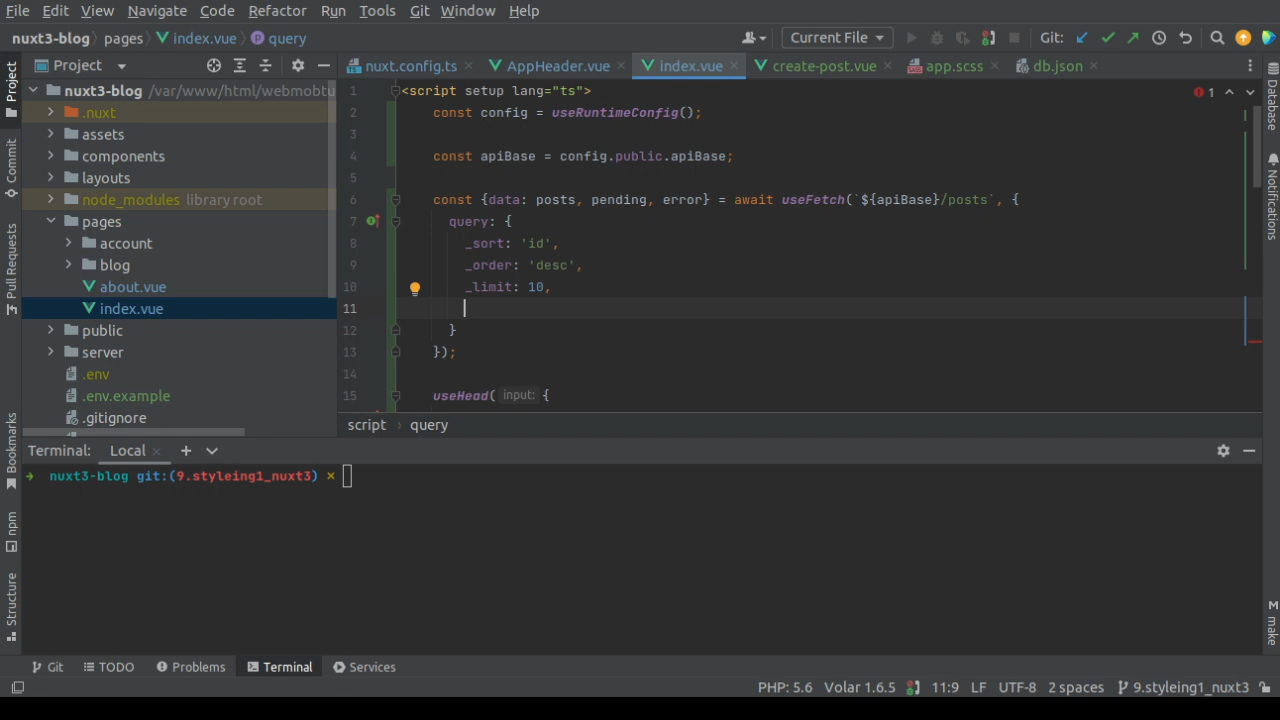 File Edit View Navigate Code Refactor Run Tools Git Window Help
nuxt3-blog pages index.vue query Current File Git:
Project nuxt.config.ts AppHeader.vue index.vue create-post.vue app.scss db.json
Project
Commit
Pull Requests
Bookmarks
npm
Structure
nuxt3-blog /var/www/html/webmobtu
.nuxt
assets
components
layouts
node_modules library root
pages
account
blog
about.vue
index.vue
public
server
.env
.env.example
.gitignore
1 <script setup lang="ts">
2 const config = useRuntimeConfig();
3
4 const apiBase = config.public.apiBase;
5
6 const {data: posts, pending, error} = await useFetch(`${apiBase}/posts`, {
7 query: {
8 _sort: 'id',
9 _order: 'desc',
10 _limit: 10,
11
12 }
13 });
14
15 useHead( input: {
1
script query
Database
Notifications
make
Terminal: Local
nuxt3-blog git:(9.styleing1_nuxt3) ×
Git TODO Problems Terminal Services
PHP: 5.6 Volar 1.6.5 11:9 LF UTF-8 2 spaces 9.styleing1_nuxt3